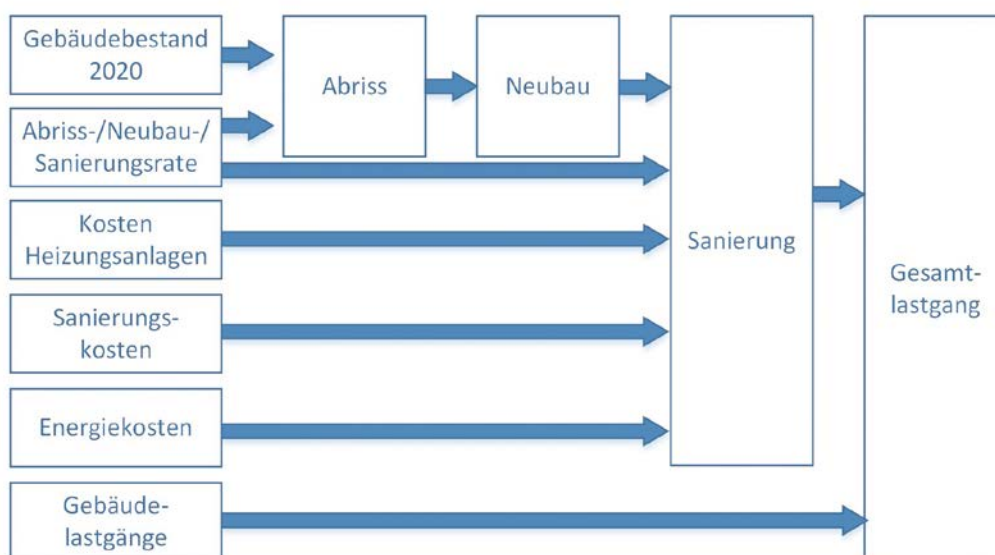 Gebäudebestand
2020
Abriss-/Neubau-/
Sanierungsrate
Kosten
Heizungsanlagen
Sanierungs-
kosten
Energiekosten
Gebäude-
lastgänge
Abriss
Neubau
Sanierung
Gesamt-
lastgang